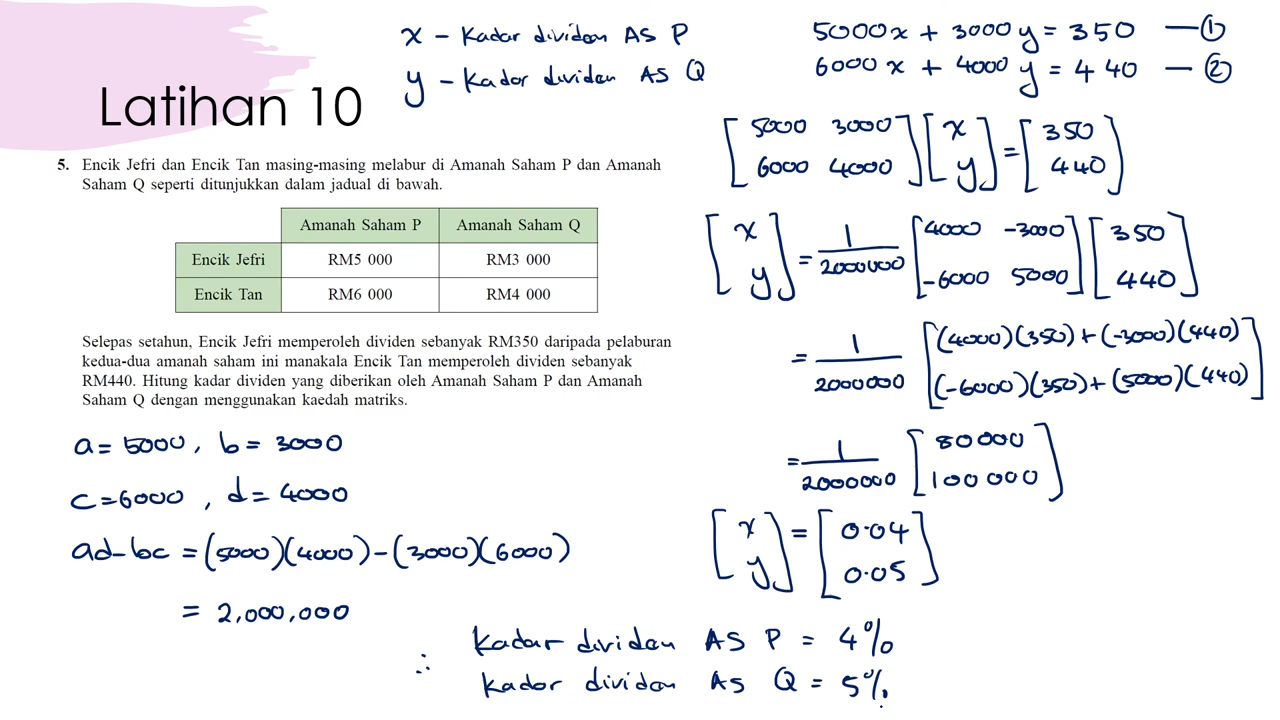 Latihan 10
x - Kadar dividen AS P
y - Kadar dividen AS Q
5. Encik Jefri dan Encik Tan masing-masing melabur di Amanah Saham P dan Amanah
Saham Q seperti ditunjukkan dalam jadual di bawah.
Amanah Saham P Amanah Saham Q
Encik Jefri RM5 000 RM3 000
Encik Tan RM6 000 RM4 000
Selepas setahun, Encik Jefri memperoleh dividen sebanyak RM350 daripada pelaburan
kedua-dua amanah saham ini manakala Encik Tan memperoleh dividen sebanyak
RM440. Hitung kadar dividen yang diberikan oleh Amanah Saham P dan Amanah
Saham Q dengan menggunakan kaedah matriks.
a = 5000, b = 3000
c = 6000, d = 4000
ad-bc = (5000)(4000) - (3000)(6000)
= 2,000,000
5000x + 3000y = 350 — ①
6000x + 4000y = 440 — ②
[5000 3000] [x] = [350]
[6000 4000] [y] [440]
[x] = 1/2000000 [4000 -3000] [350]
[y] [-6000 5000] [440]
= 1/2000000 [(4000)(350) + (-3000)(440)]
[(-6000)(350) + (5000)(440)]
= 1/2000000 [80000]
[100000]
[x] = [0.04]
[y] [0.05]
∴ Kadar dividen AS P = 4%
kadar dividen AS Q = 5%